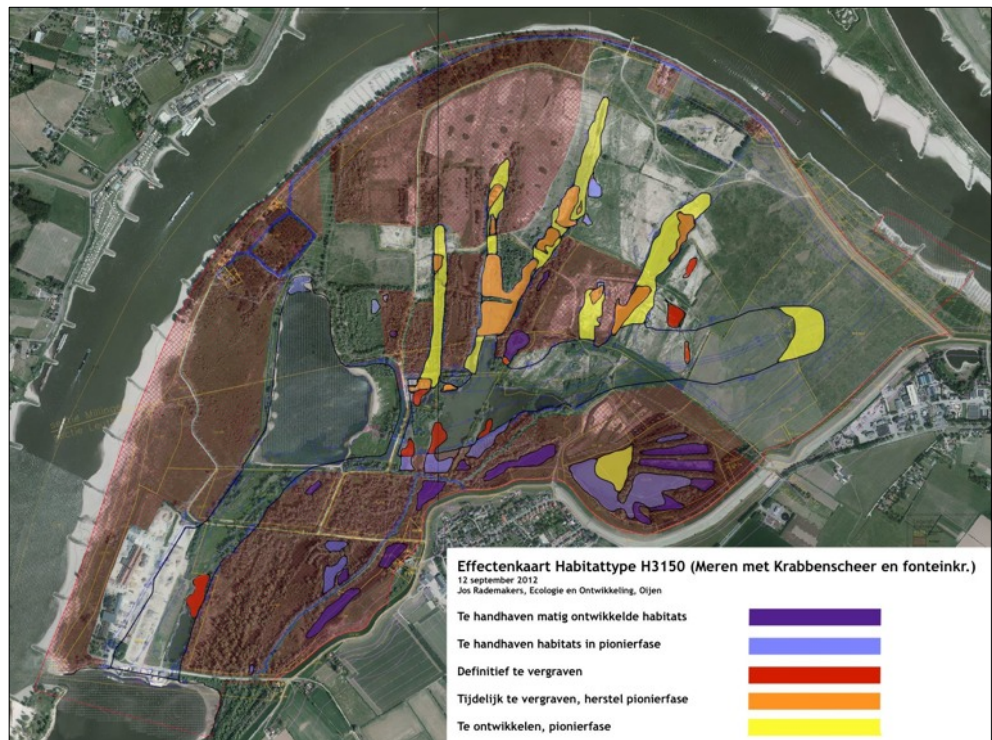 Effectenkaart Habitattype H3150 (Meren met Krabbenscheer en fonteinkr.)
12 september 2012
Jos Rademakers, Ecologie en Ontwikkeling, Oijen
Te handhaven matig ontwikkelde habitats
Te handhaven habitats in pionierfase
Definitief te vergraven
Tijdelijk te vergraven, herstel pionierfase
Te ontwikkelen, pionierfase